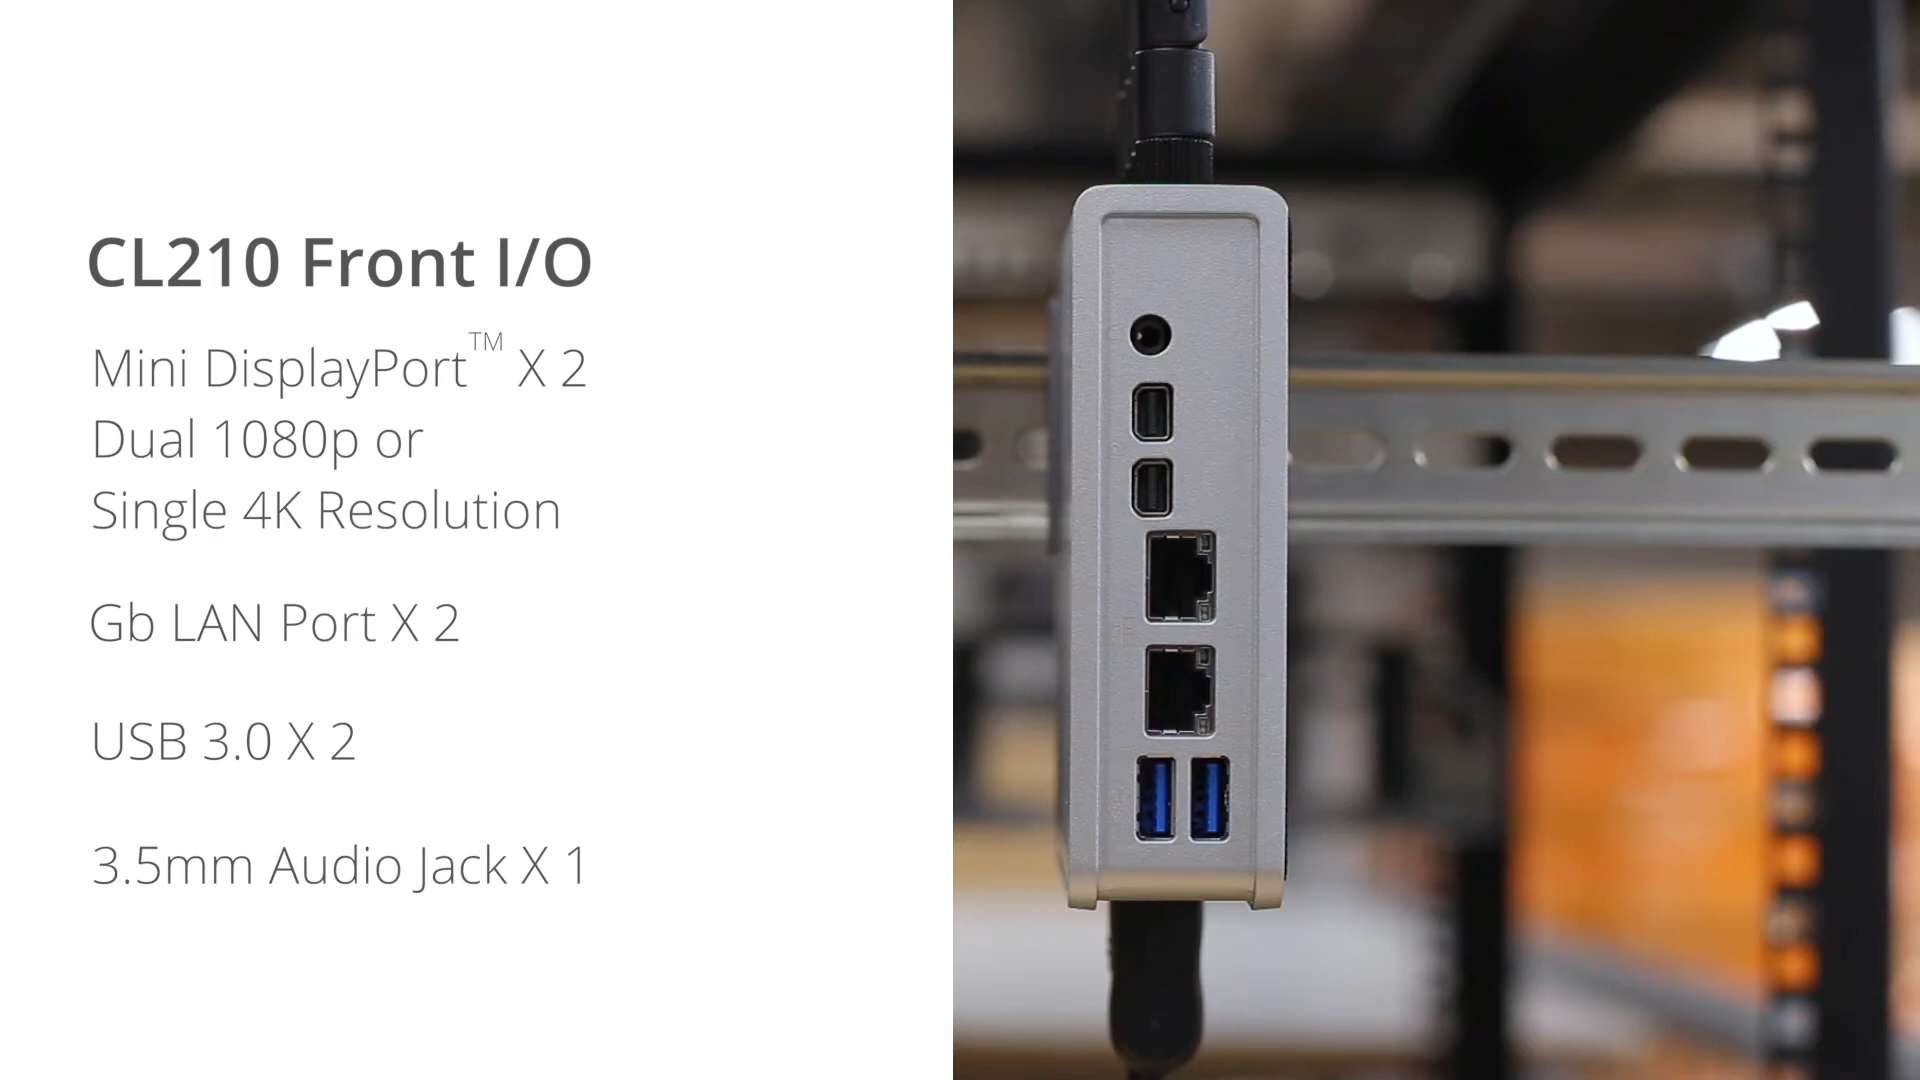 CL210 Front I/O
Mini DisplayPort™ X 2
Dual 1080p or
Single 4K Resolution
Gb LAN Port X 2
USB 3.0 X 2
3.5mm Audio Jack X 1